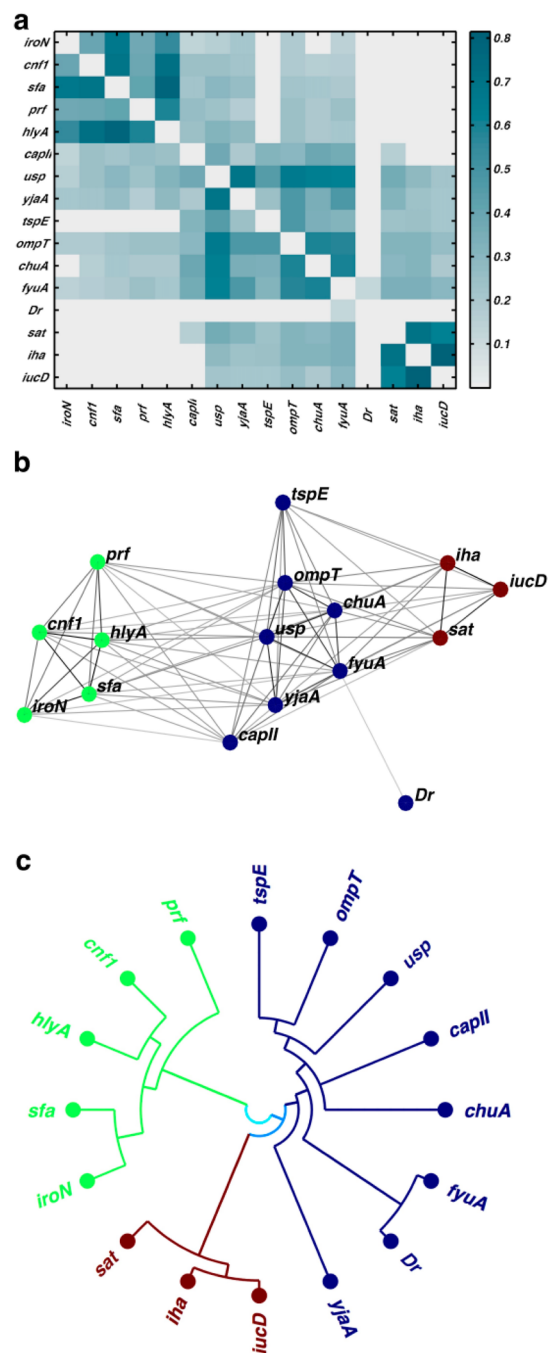 a
iroN
cnf1
sfa
prf
hlyA
capIi
usp
yjaA
tspE
ompT
chuA
fyuA
Dr
sat
iha
iucD
iroN
cnf1
sfa
prf
hlyA
capIi
usp
yjaA
tspE
ompT
chuA
fyuA
Dr
sat
iha
iucD
0.8
0.7
0.6
0.5
0.4
0.3
0.2
0.1
b
tspE
prf
iha
ompT
iucD
chuA
cnf1
hlyA
usp
sat
fyuA
sfa
yjaA
iroN
capII
Dr
c
tspE
ompT
prf
usp
cnf1
capII
hlyA
chuA
sfa
fyuA
iroN
Dr
sat
yjaA
iha
iucD